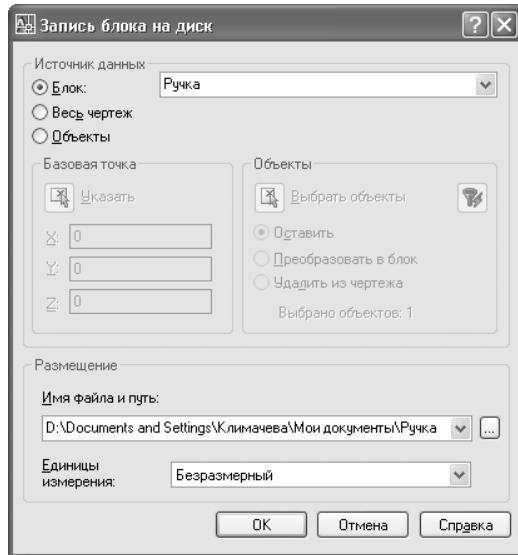 Запись блока на диск
Источник данных
Блок:
Ручка
Весь чертеж
Объекты
Базовая точка
Указать
X: 0
Y: 0
Z: 0
Объекты
Выбрать объекты
Оставить
Преобразовать в блок
Удалить из чертежа
Выбрано объектов: 1
Размещение
Имя файла и путь:
D:\Documents and Settings\Климачева\Мои документы\Ручка
...
Единицы
измерения:
Безразмерный
OK
Отмена
Справка